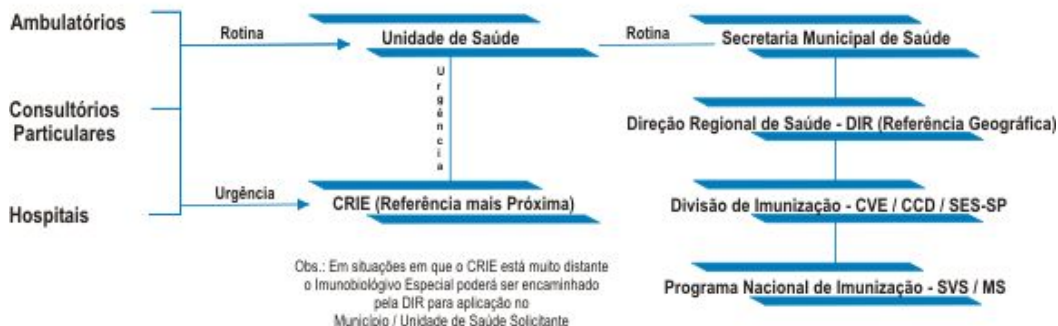 Ambulatórios
Rotina
Unidade de Saúde
Rotina
Secretaria Municipal de Saúde
Consultórios
Particulares
Urgência
Direção Regional de Saúde - DIR (Referência Geográfica)
Hospitais
Urgência
CRIE (Referência mais Próxima)
Divisão de Imunização - CVE / CCD / SES-SP
Obs.: Em situações em que o CRIE está muito distante
o Imunobiológivo Especial poderá ser encaminhado
pela DIR para aplicação no
Município / Unidade de Saúde Solicitante
Programa Nacional de Imunização - SVS / MS